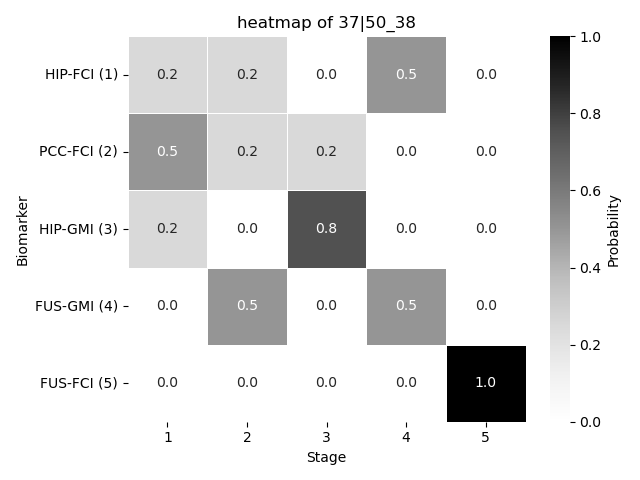 heatmap of 37|50_38
HIP-FCI (1) 0.2 0.2 0.0 0.5 0.0
PCC-FCI (2) 0.5 0.2 0.2 0.0 0.0
HIP-GMI (3) 0.2 0.0 0.8 0.0 0.0
FUS-GMI (4) 0.0 0.5 0.0 0.5 0.0
FUS-FCI (5) 0.0 0.0 0.0 0.0 1.0
1 2 3 4 5
Stage
Biomarker
1.0
0.8
0.6
0.4
0.2
0.0
Probability